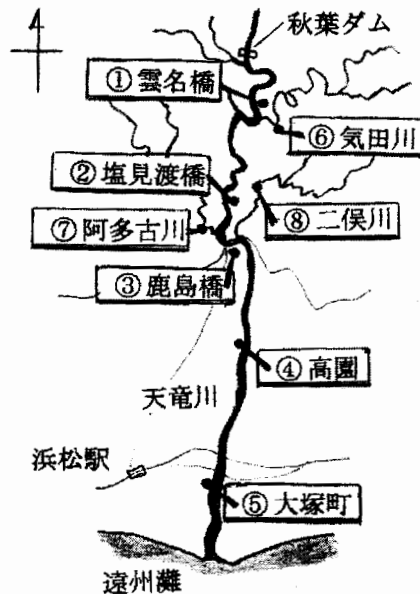 秋葉ダム
① 雲名橋
⑥ 気田川
② 塩見渡橋
⑧ 二俣川
⑦ 阿多古川
③ 鹿島橋
④ 高園
天竜川
浜松駅
⑤ 大塚町
遠州灘